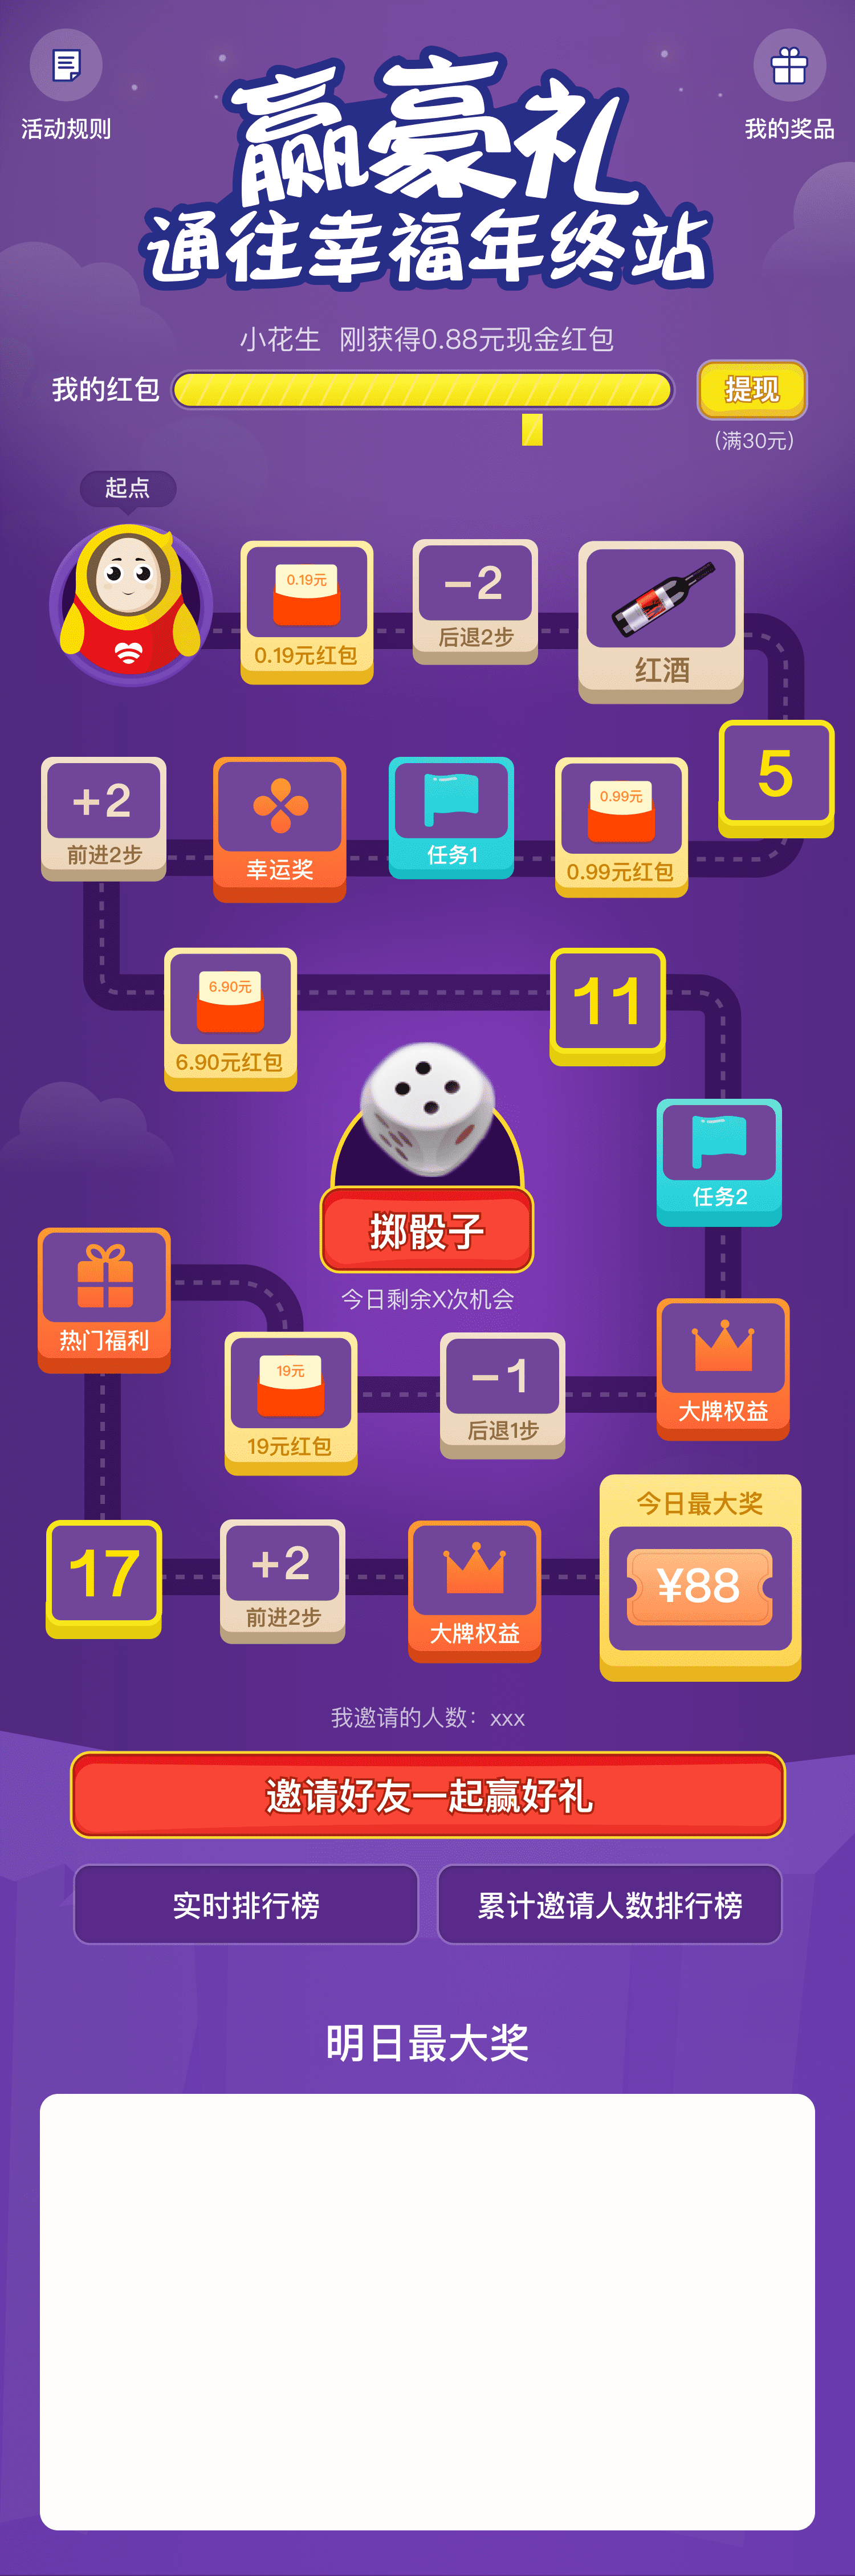 活动规则
我的奖品
赢豪礼
通往幸福年终站
小花生 刚获得0.88元现金红包
我的红包
提现
(满30元)
起点
0.19元
0.19元红包
-2
后退2步
红酒
5
+2
前进2步
幸运奖
任务1
0.99元
0.99元红包
6.90元
6.90元红包
11
掷骰子
今日剩余X次机会
任务2
热门福利
19元
19元红包
-1
后退1步
大牌权益
17
+2
前进2步
大牌权益
今日最大奖
¥88
我邀请的人数：xxx
邀请好友一起赢好礼
实时排行榜
累计邀请人数排行榜
明日最大奖